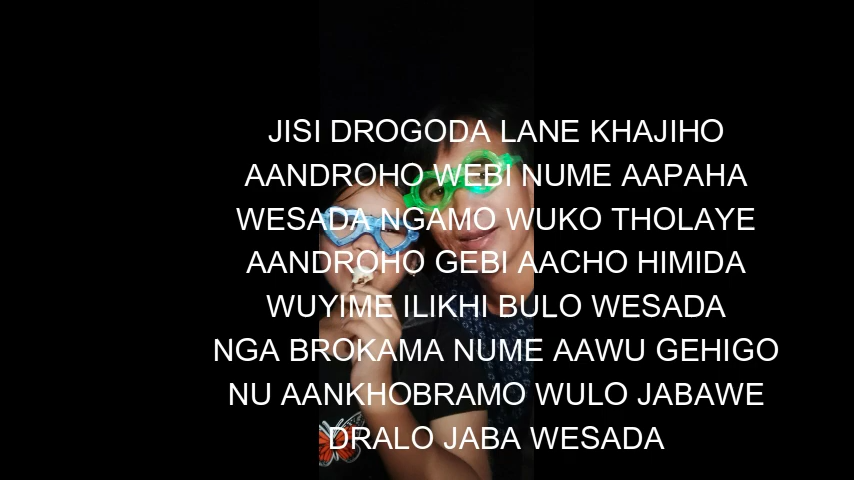 JISI DROGODA LANE KHAJIHO
AANDROHO WEBI NUME AAPAHA
WESADA NGAMO WUKO THOLAYE
AANDROHO GEBI AACHO HIMIDA
WUYIME ILIKHI BULO WESADA
NGA BROKAMA NUME AAWU GEHIGO
NU AANKHOBRAMO WULO JABAWE
DRALO JABA WESADA